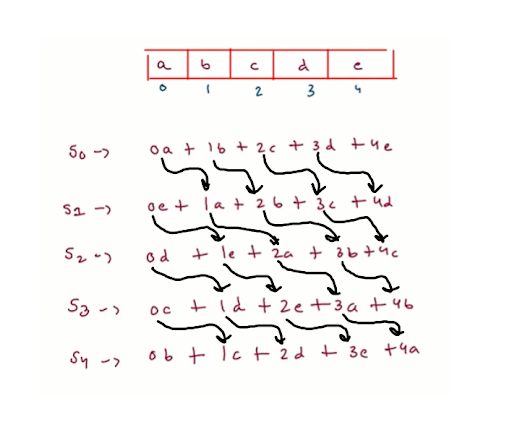 a b c d e
0 1 2 3 4
S0 -> 0a + 1b + 2c + 3d + 4e
S1 -> 0e + 1a + 2b + 3c + 4d
S2 -> 0d + 1e + 2a + 3b + 4c
S3 -> 0c + 1d + 2e + 3a + 4b
S4 -> 0b + 1c + 2d + 3e + 4a